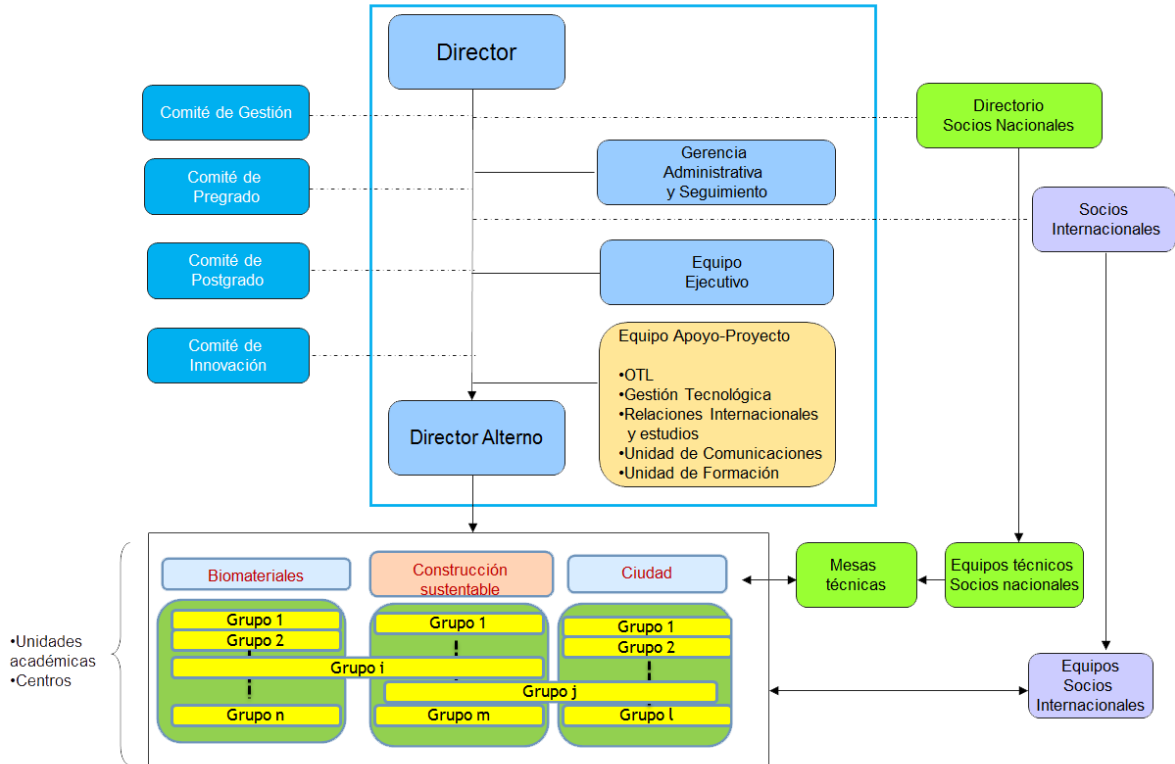 Director
Comité de Gestión
Directorio
Socios Nacionales
Gerencia
Administrativa
y Seguimiento
Comité de
Pregrado
Socios
Internacionales
Comité de
Postgrado
Equipo
Ejecutivo
Comité de
Innovación
Equipo Apoyo-Proyecto
•OTL
•Gestión Tecnológica
•Relaciones Internacionales
y estudios
•Unidad de Comunicaciones
•Unidad de Formación
Director Alterno
Biomateriales
Construcción
sustentable
Ciudad
Mesas
técnicas
Equipos técnicos
Socios nacionales
•Unidades
académicas
•Centros
Grupo 1
Grupo 2
Grupo 1
Grupo 1
Grupo 2
Grupo i
Grupo j
Grupo n
Grupo m
Grupo l
Equipos
Socios
Internacionales